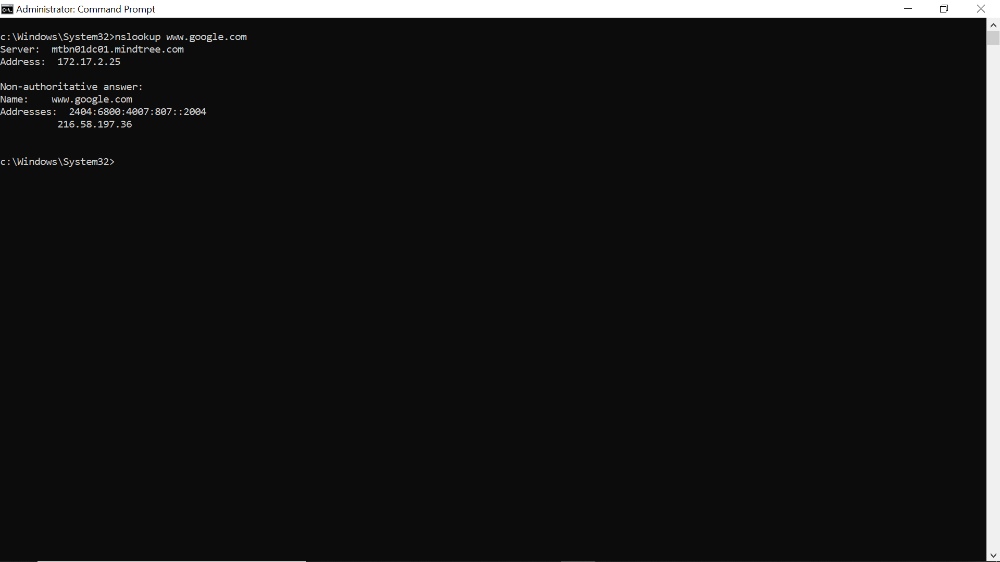 Administrator: Command Prompt
c:\Windows\System32>nslookup www.google.com
Server:  mtbn01dc01.mindtree.com
Address:  172.17.2.25
Non-authoritative answer:
Name:    www.google.com
Addresses:  2404:6800:4007:807::2004
          216.58.197.36
c:\Windows\System32>